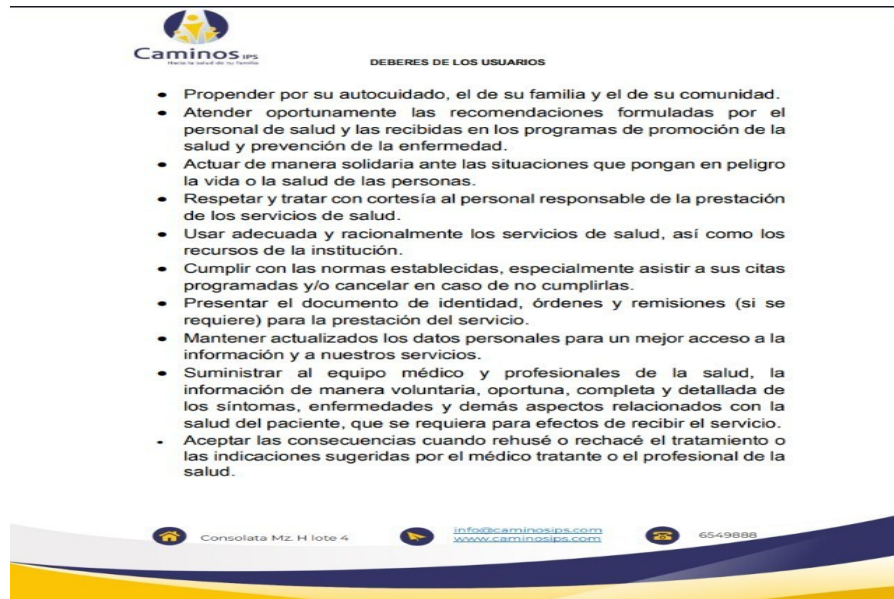 Caminos IPS
Hacia la salud de su familia
DEBERES DE LOS USUARIOS
• Propender por su autocuidado, el de su familia y el de su comunidad.
• Atender oportunamente las recomendaciones formuladas por el
personal de salud y las recibidas en los programas de promoción de la
salud y prevención de la enfermedad.
• Actuar de manera solidaria ante las situaciones que pongan en peligro
la vida o la salud de las personas.
• Respetar y tratar con cortesía al personal responsable de la prestación
de los servicios de salud.
• Usar adecuada y racionalmente los servicios de salud, así como los
recursos de la institución.
• Cumplir con las normas establecidas, especialmente asistir a sus citas
programadas y/o cancelar en caso de no cumplirlas.
• Presentar el documento de identidad, órdenes y remisiones (si se
requiere) para la prestación del servicio.
• Mantener actualizados los datos personales para un mejor acceso a la
información y a nuestros servicios.
• Suministrar al equipo médico y profesionales de la salud, la
información de manera voluntaria, oportuna, completa y detallada de
los síntomas, enfermedades y demás aspectos relacionados con la
salud del paciente, que se requiera para efectos de recibir el servicio.
• Aceptar las consecuencias cuando rehusé o rechacé el tratamiento o
las indicaciones sugeridas por el médico tratante o el profesional de la
salud.
Consolata Mz. H lote 4
info@caminosips.com
www.caminosips.com
6549888